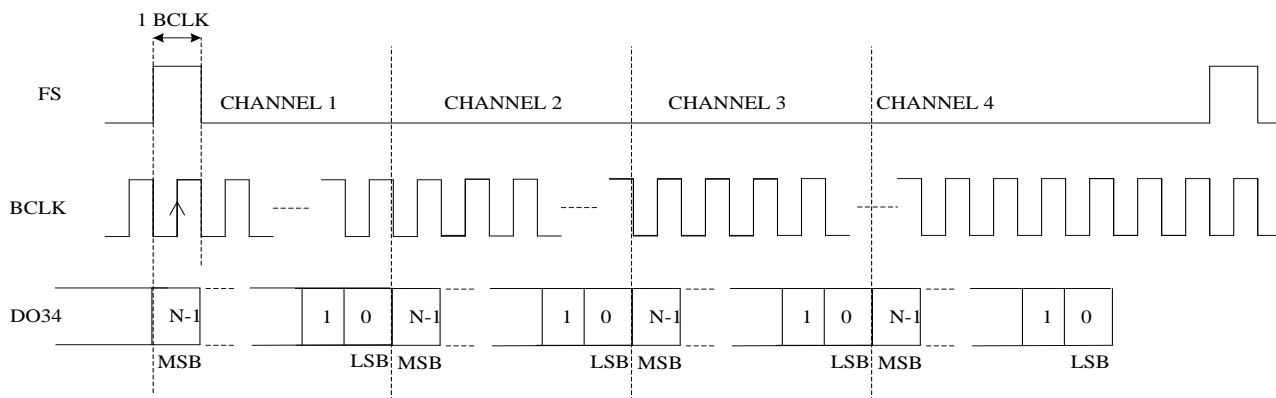 1 BCLK
FS
CHANNEL 1 CHANNEL 2 CHANNEL 3 CHANNEL 4
BCLK
DO34 N-1 1 0 N-1 1 0 N-1 1 0 N-1 1 0
MSB LSB MSB LSB MSB LSB MSB LSB